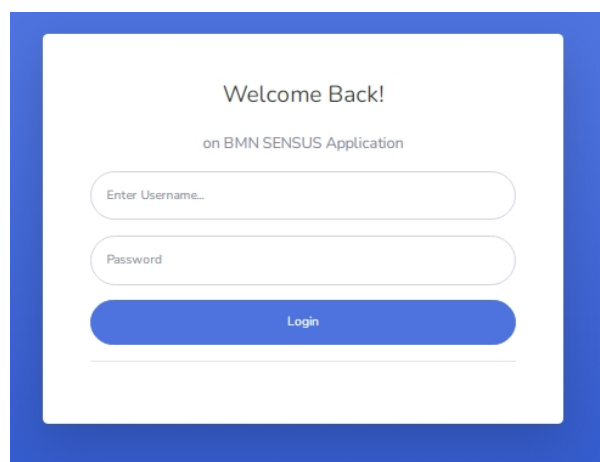 Welcome Back!
on BMN SENSUS Application
Enter Username...
Password
Login